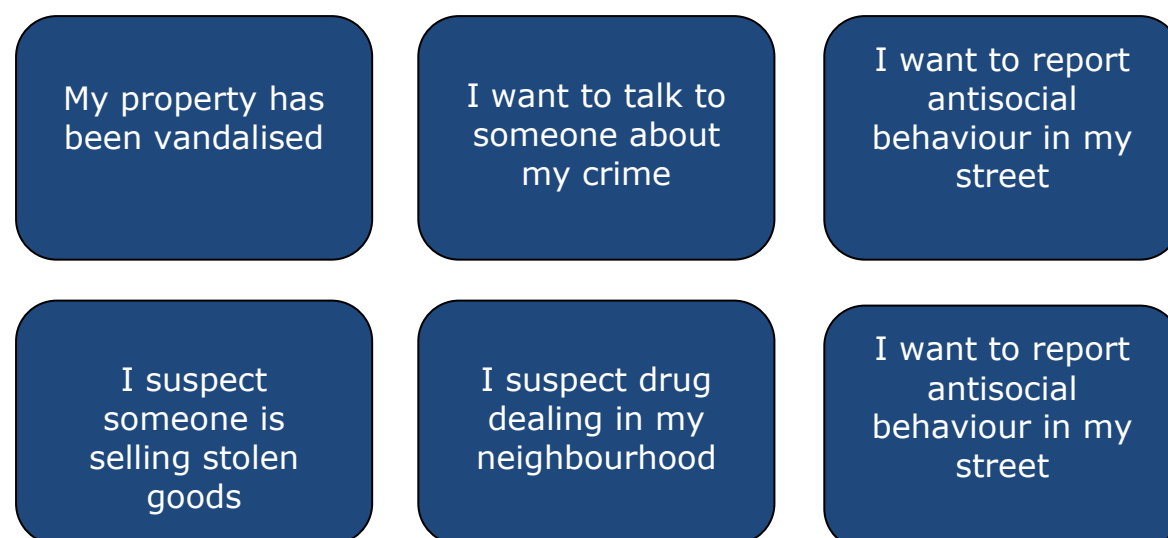 My property has
been vandalised
I want to talk to
someone about
my crime
I want to report
antisocial
behaviour in my
street
I suspect
someone is
selling stolen
goods
I suspect drug
dealing in my
neighbourhood
I want to report
antisocial
behaviour in my
street